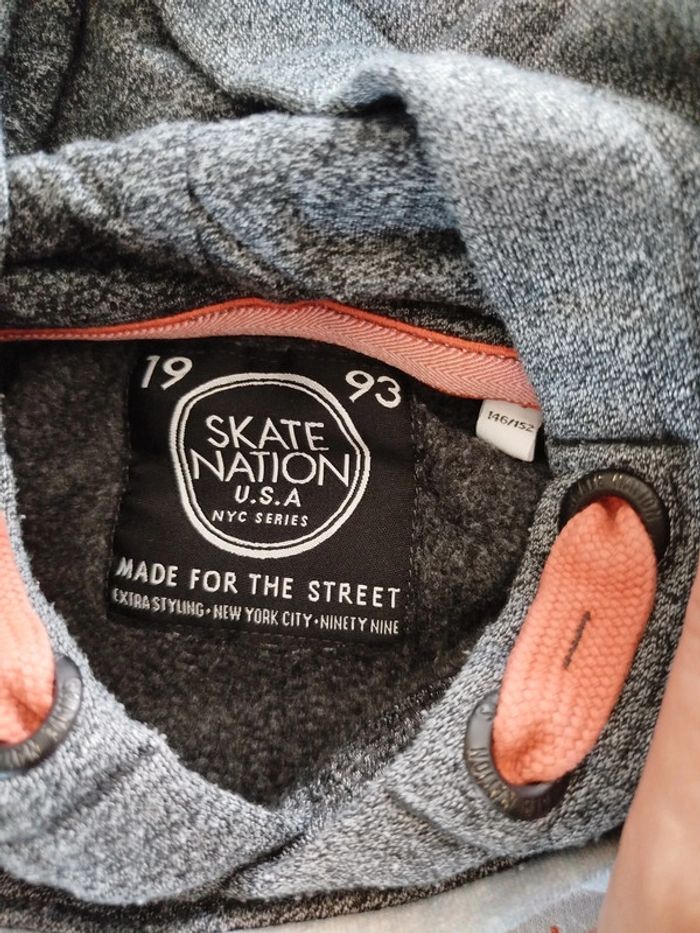 19 93
SKATE
NATION
U.S.A
NYC SERIES
MADE FOR THE STREET
EXTRA STYLING • NEW YORK CITY • NINETY NINE
146/152